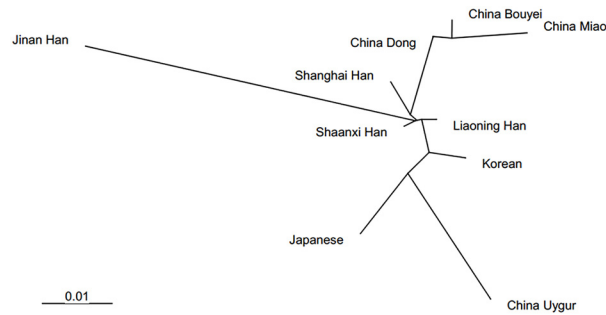 China Bouyei
China Miao
Jinan Han
China Dong
Shanghai Han
Shaanxi Han
Liaoning Han
Korean
Japanese
0.01
China Uygur